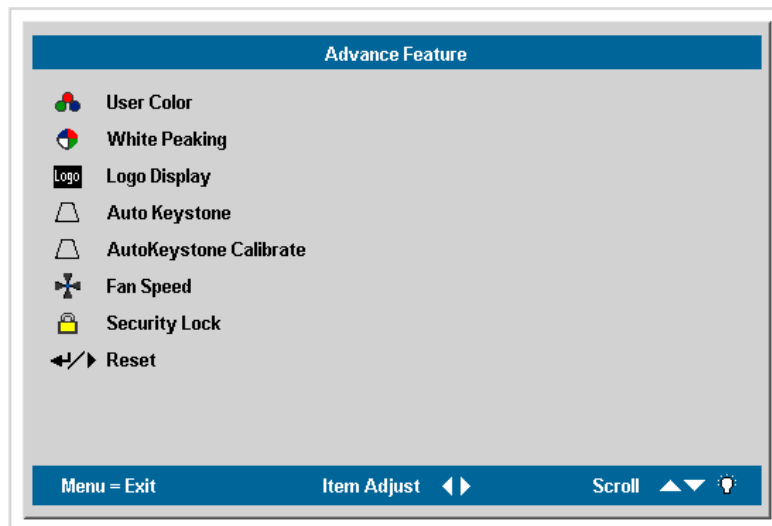 Advance Feature
User Color
White Peaking
Logo Logo Display
Auto Keystone
AutoKeystone Calibrate
Fan Speed
Security Lock
Reset
Menu = Exit Item Adjust Scroll